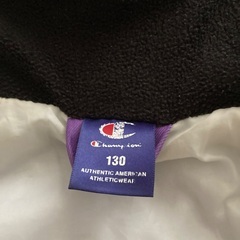 Champion
130
AUTHENTIC AMERICAN
ATHLETICWEAR